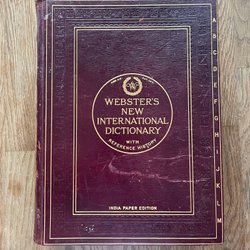 WEBSTER'S
NEW
INTERNATIONAL
DICTIONARY
WITH
REFERENCE HISTORY
INDIA PAPER EDITION
A
B
C
D
E
F
G
H
I
J
K
L
M